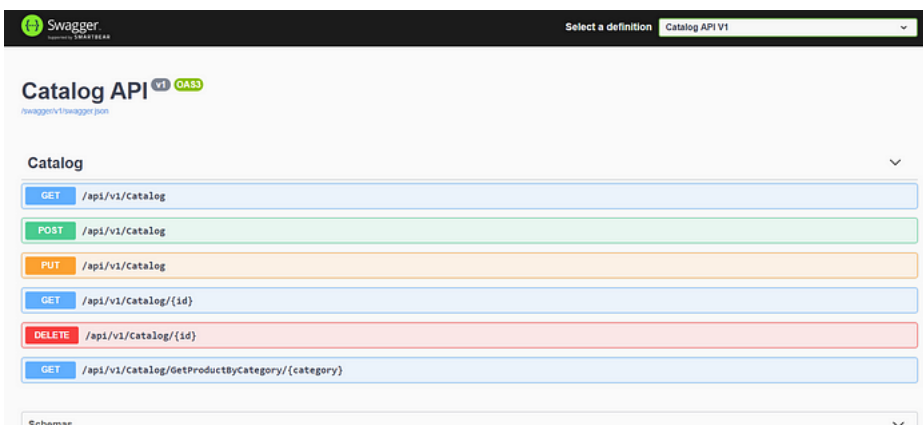 Swagger.
Supported by SMARTBEAR
Select a definition
Catalog API V1
Catalog API v1 OAS3
/swagger/v1/swagger.json
Catalog
GET /api/v1/Catalog
POST /api/v1/Catalog
PUT /api/v1/Catalog
GET /api/v1/Catalog/{id}
DELETE /api/v1/Catalog/{id}
GET /api/v1/Catalog/GetProductByCategory/{category}
Schemas